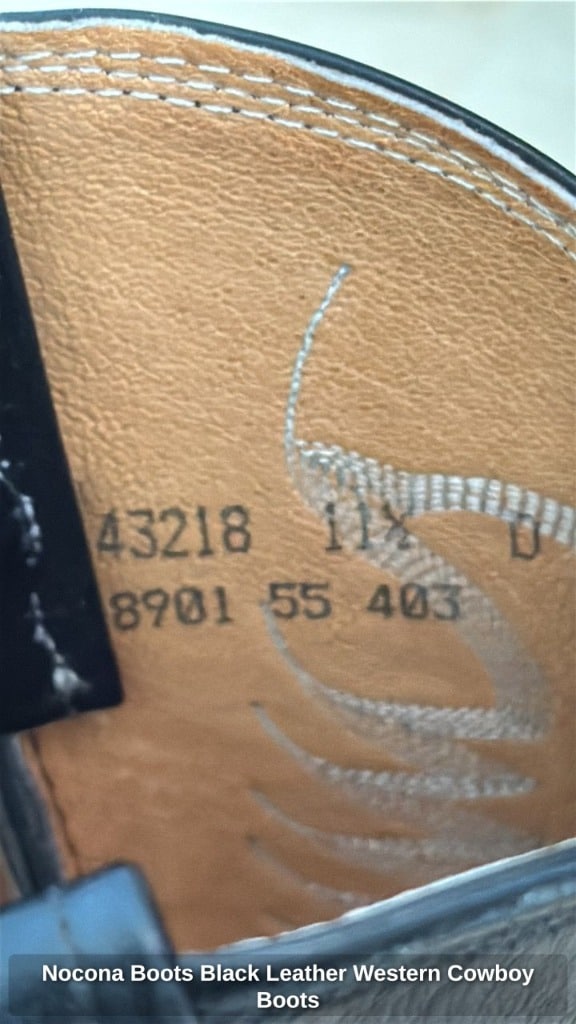 43218 11½ D
8901 55 403
Nocona Boots Black Leather Western Cowboy
Boots